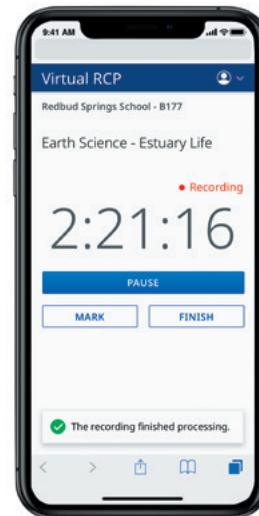 9:41 AM
Virtual RCP
Redbud Springs School - B177
Earth Science - Estuary Life
Recording
2:21:16
PAUSE
MARK FINISH
The recording finished processing.